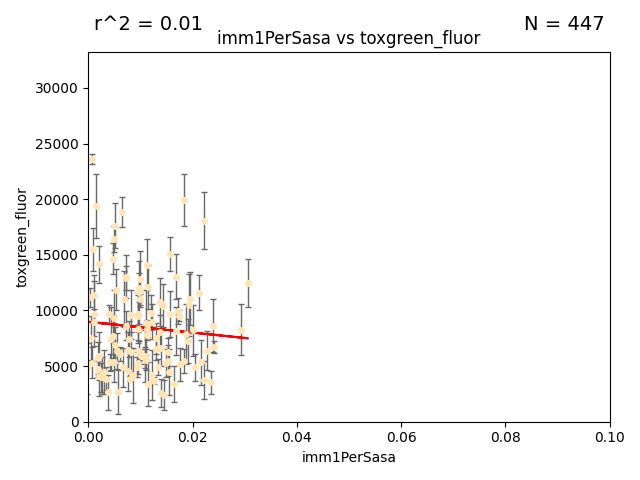 r^2 = 0.01
N = 447
imm1PerSasa vs toxgreen_fluor
30000
25000
20000
15000
10000
5000
0
toxgreen_fluor
0.00
0.02
0.04
0.06
0.08
0.10
imm1PerSasa